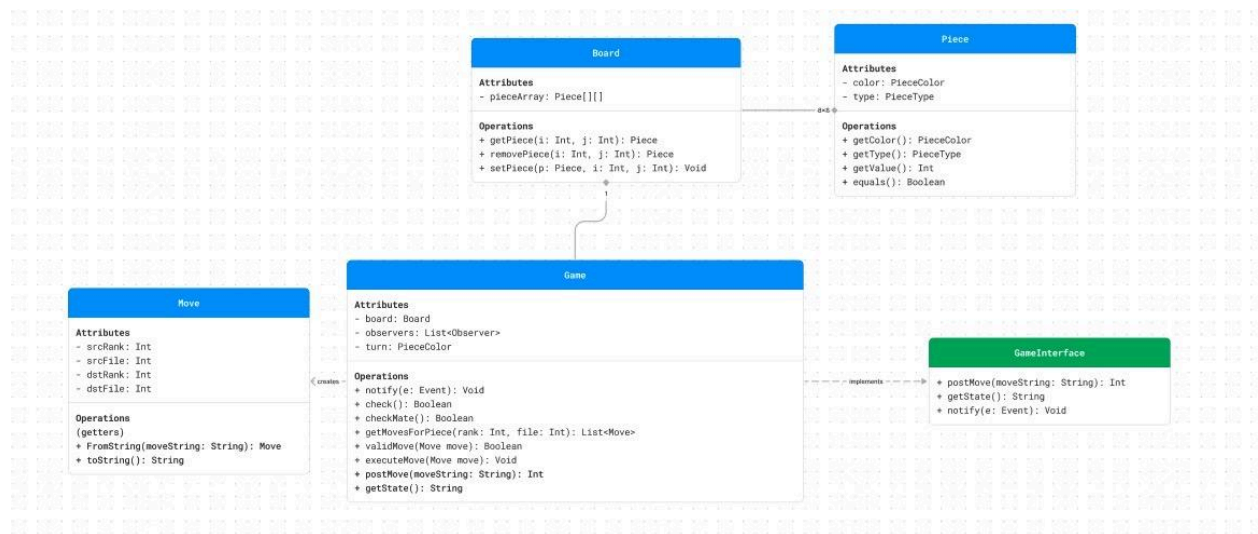 Board
Attributes
- pieceArray: Piece[][]
Operations
+ getPiece(i: Int, j: Int): Piece
+ removePiece(i: Int, j: Int): Piece
+ setPiece(p: Piece, i: Int, j: Int): Void
8×8
Piece
Attributes
- color: PieceColor
- type: PieceType
Operations
+ getColor(): PieceColor
+ getType(): PieceType
+ getValue(): Int
+ equals(): Boolean
1
Move
Attributes
- srcRank: Int
- srcFile: Int
- dstRank: Int
- dstFile: Int
Operations
(getters)
+ FromString(moveString: String): Move
+ toString(): String
creates
Game
Attributes
- board: Board
- observers: List<Observer>
- turn: PieceColor
Operations
+ notify(e: Event): Void
+ check(): Boolean
+ checkMate(): Boolean
+ getMovesForPiece(rank: Int, file: Int): List<Move>
+ validMove(Move move): Boolean
+ executeMove(Move move): Void
+ postMove(moveString: String): Int
+ getState(): String
implements
GameInterface
+ postMove(moveString: String): Int
+ getState(): String
+ notify(e: Event): Void